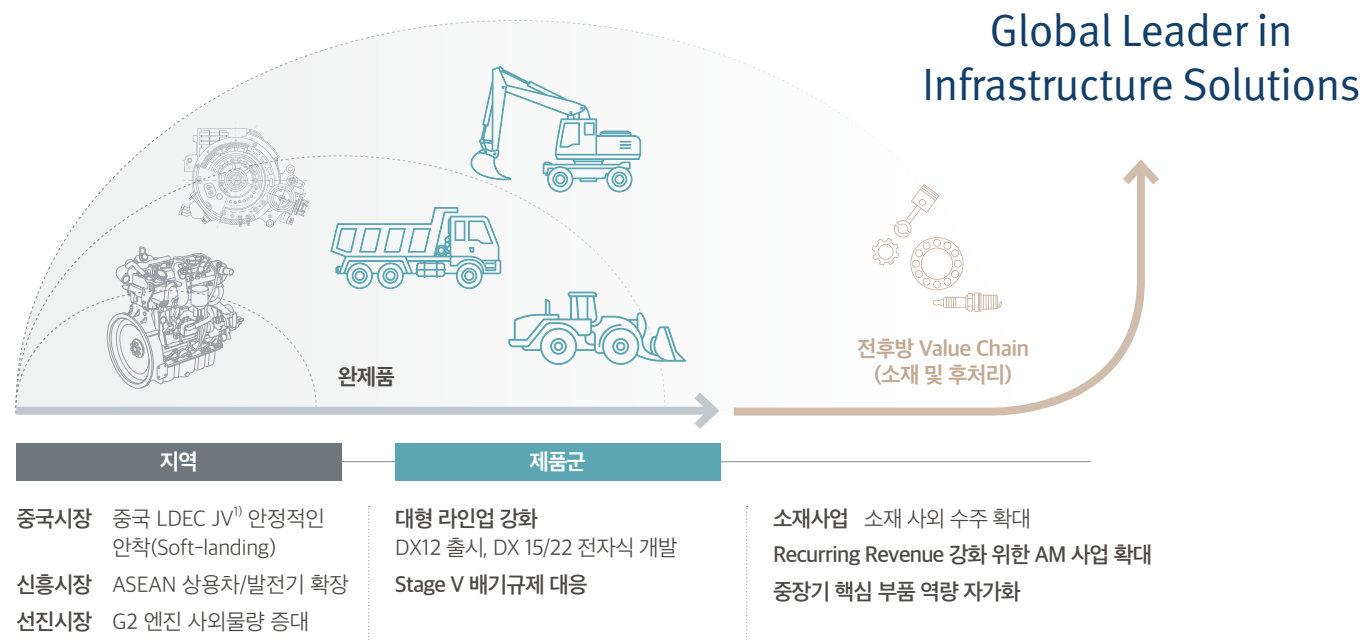 Global Leader in
Infrastructure Solutions
완제품
전후방 Value Chain
(소재 및 후처리)
지역
제품군
중국시장 중국 LDEC JV1) 안정적인
안착(Soft-landing)
신흥시장 ASEAN 상용차/발전기 확장
선진시장 G2 엔진 사외물량 증대
대형 라인업 강화
DX12 출시, DX 15/22 전자식 개발
Stage V 배기규제 대응
소재사업 소재 사외 수주 확대
Recurring Revenue 강화 위한 AM 사업 확대
중장기 핵심 부품 역량 자가화